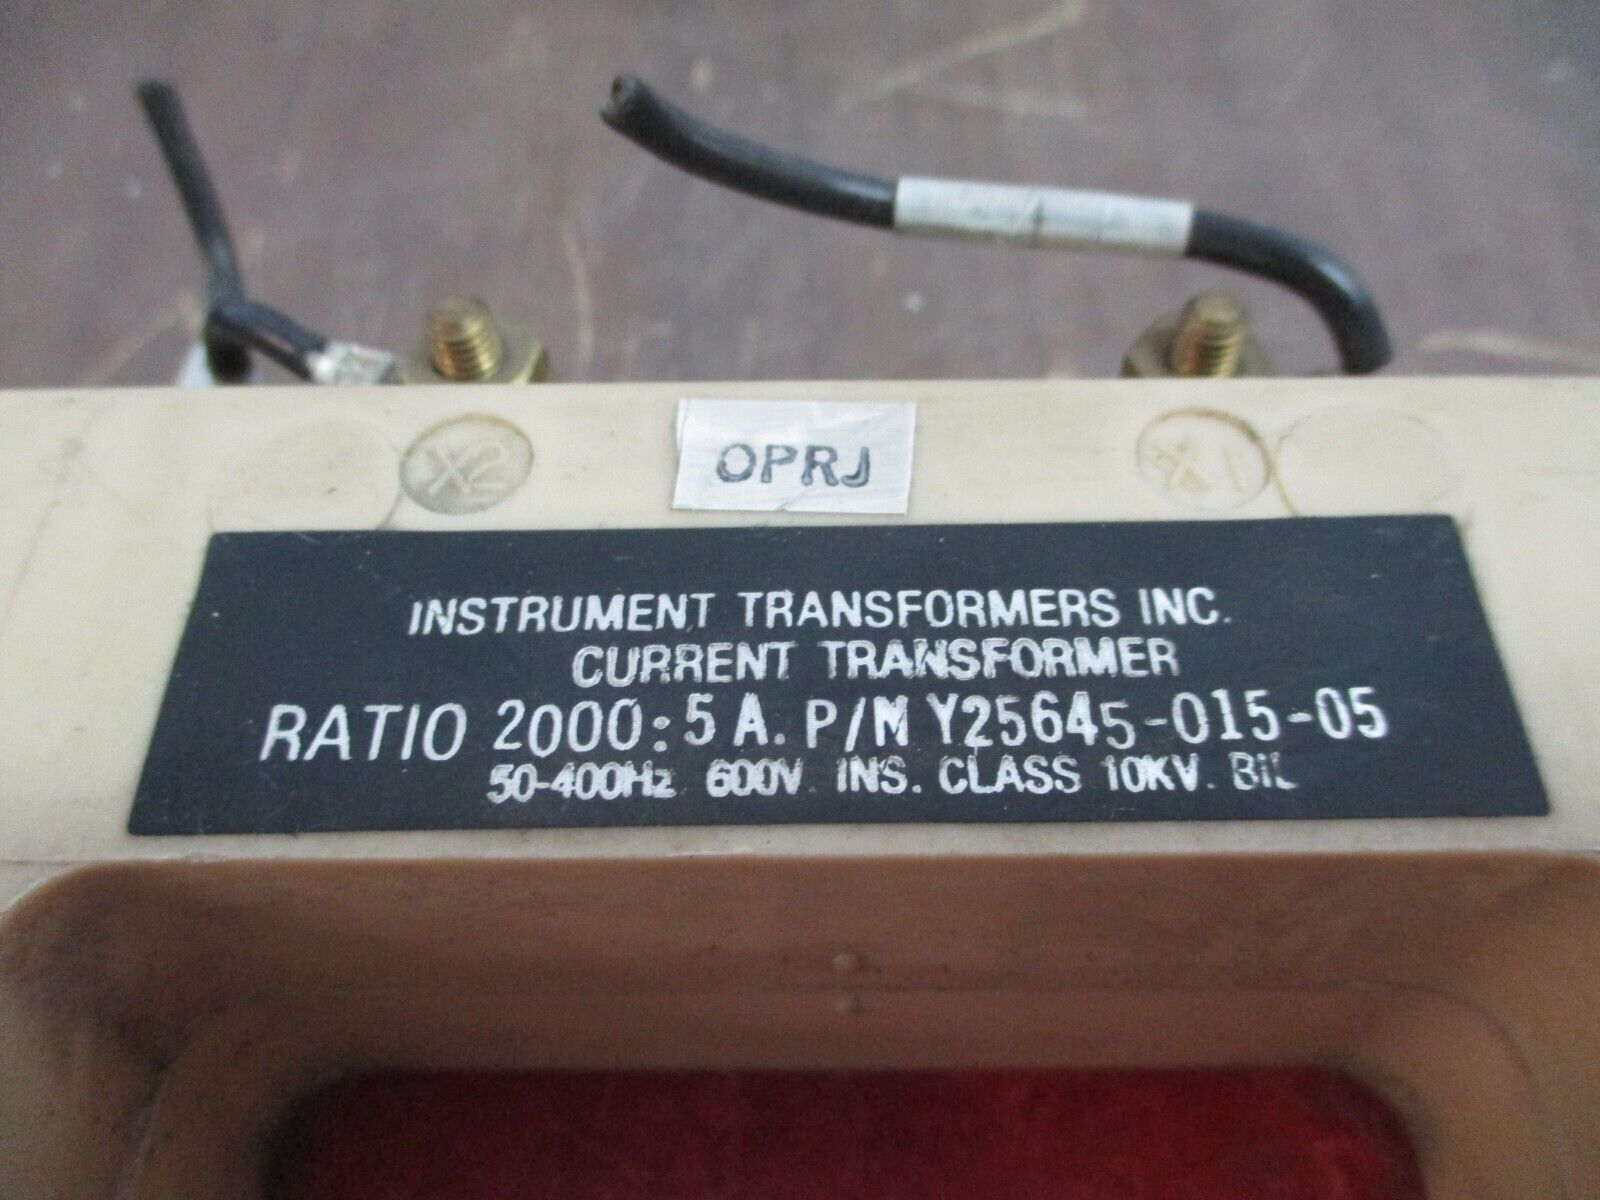 X2
OPRJ
X1
INSTRUMENT TRANSFORMERS INC.
CURRENT TRANSFORMER
RATIO 2000:5 A. P/M Y25645-015-05
50-400Hz 600V. INS. CLASS 10KV. BIL